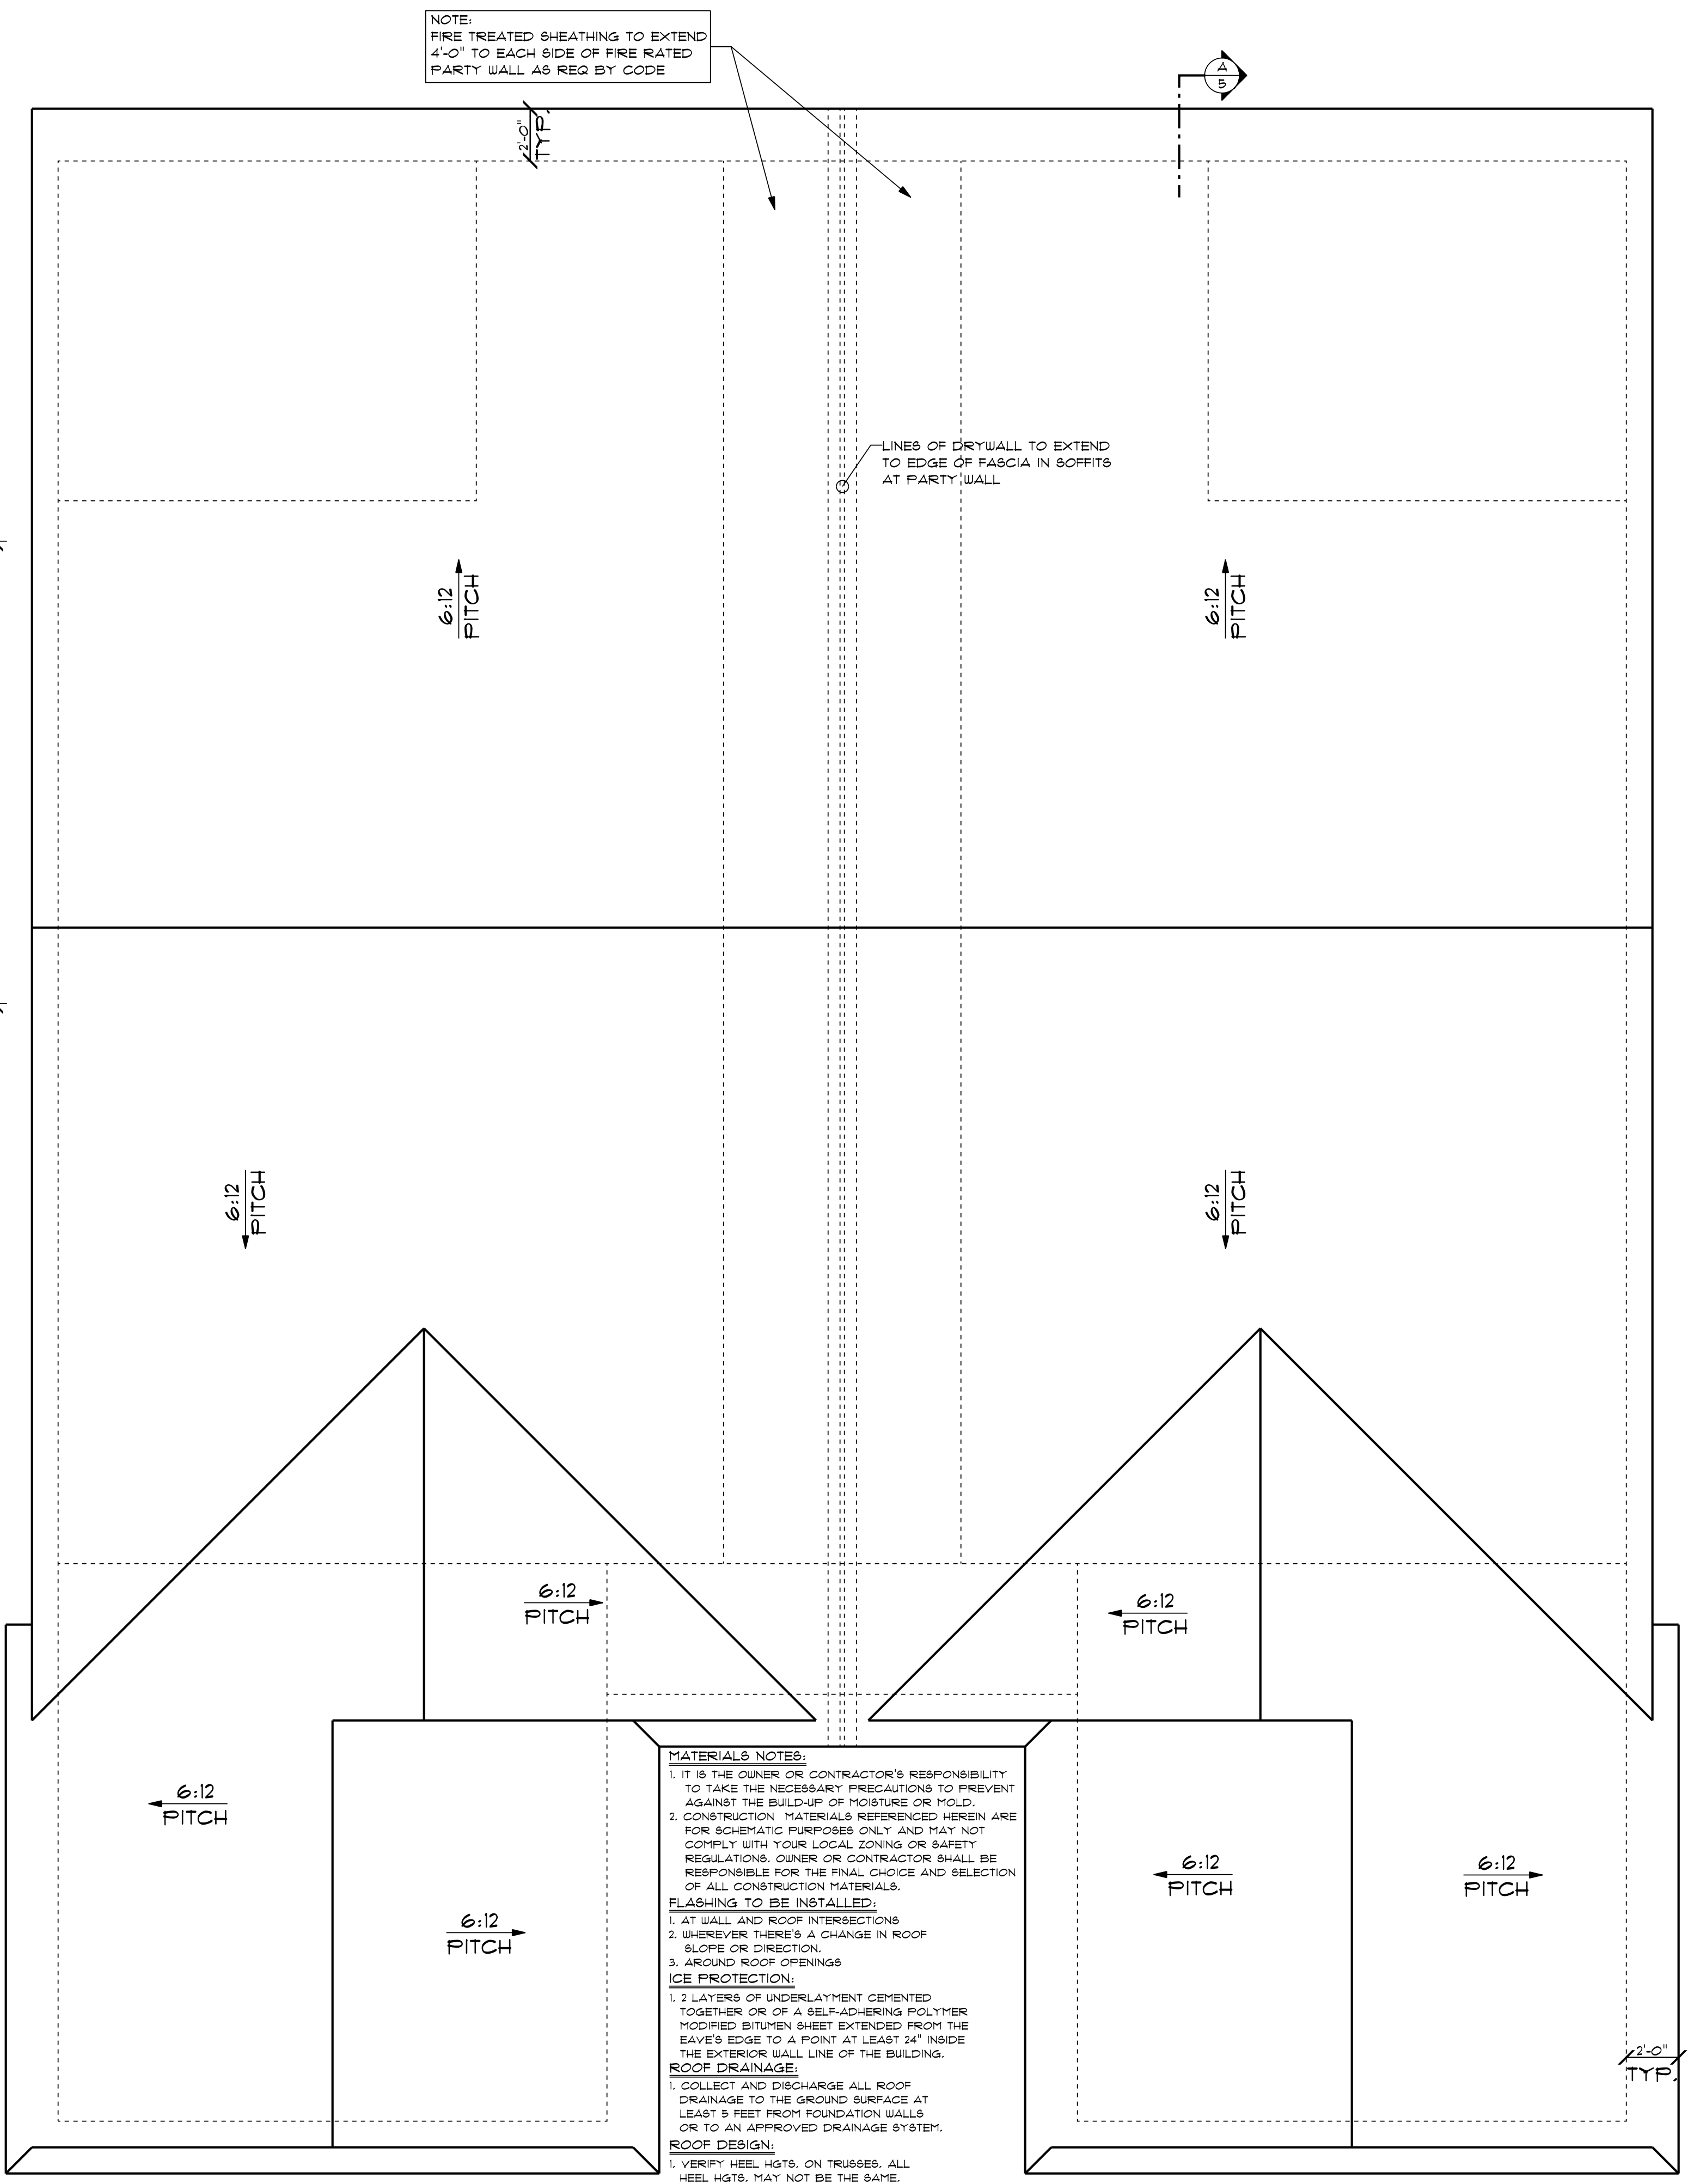 NOTE:
FIRE TREATED SHEATHING TO EXTEND
4'-0" TO EACH SIDE OF FIRE RATED
PARTY WALL AS REQ BY CODE
A
5
2'-0"
TYP.
LINES OF DRYWALL TO EXTEND
TO EDGE OF FASCIA IN SOFFITS
AT PARTY WALL
6:12
PITCH
6:12
PITCH
6:12
PITCH
6:12
PITCH
6:12
PITCH
6:12
PITCH
6:12
PITCH
6:12
PITCH
6:12
PITCH
6:12
PITCH
MATERIALS NOTES:
1. IT IS THE OWNER OR CONTRACTOR'S RESPONSIBILITY
TO TAKE THE NECESSARY PRECAUTIONS TO PREVENT
AGAINST THE BUILD-UP OF MOISTURE OR MOLD.
2. CONSTRUCTION MATERIALS REFERENCED HEREIN ARE
FOR SCHEMATIC PURPOSES ONLY AND MAY NOT
COMPLY WITH YOUR LOCAL ZONING OR SAFETY
REGULATIONS. OWNER OR CONTRACTOR SHALL BE
RESPONSIBLE FOR THE FINAL CHOICE AND SELECTION
OF ALL CONSTRUCTION MATERIALS.
FLASHING TO BE INSTALLED:
1. AT WALL AND ROOF INTERSECTIONS
2. WHEREVER THERE'S A CHANGE IN ROOF
SLOPE OR DIRECTION.
3. AROUND ROOF OPENINGS
ICE PROTECTION:
1. 2 LAYERS OF UNDERLAYMENT CEMENTED
TOGETHER OR OF A SELF-ADHERING POLYMER
MODIFIED BITUMEN SHEET EXTENDED FROM THE
EAVE'S EDGE TO A POINT AT LEAST 24" INSIDE
THE EXTERIOR WALL LINE OF THE BUILDING.
ROOF DRAINAGE:
1. COLLECT AND DISCHARGE ALL ROOF
DRAINAGE TO THE GROUND SURFACE AT
LEAST 5 FEET FROM FOUNDATION WALLS
OR TO AN APPROVED DRAINAGE SYSTEM.
ROOF DESIGN:
1. VERIFY HEEL HGTS. ON TRUSSES. ALL
HEEL HGTS. MAY NOT BE THE SAME.
2'-0"
TYP.